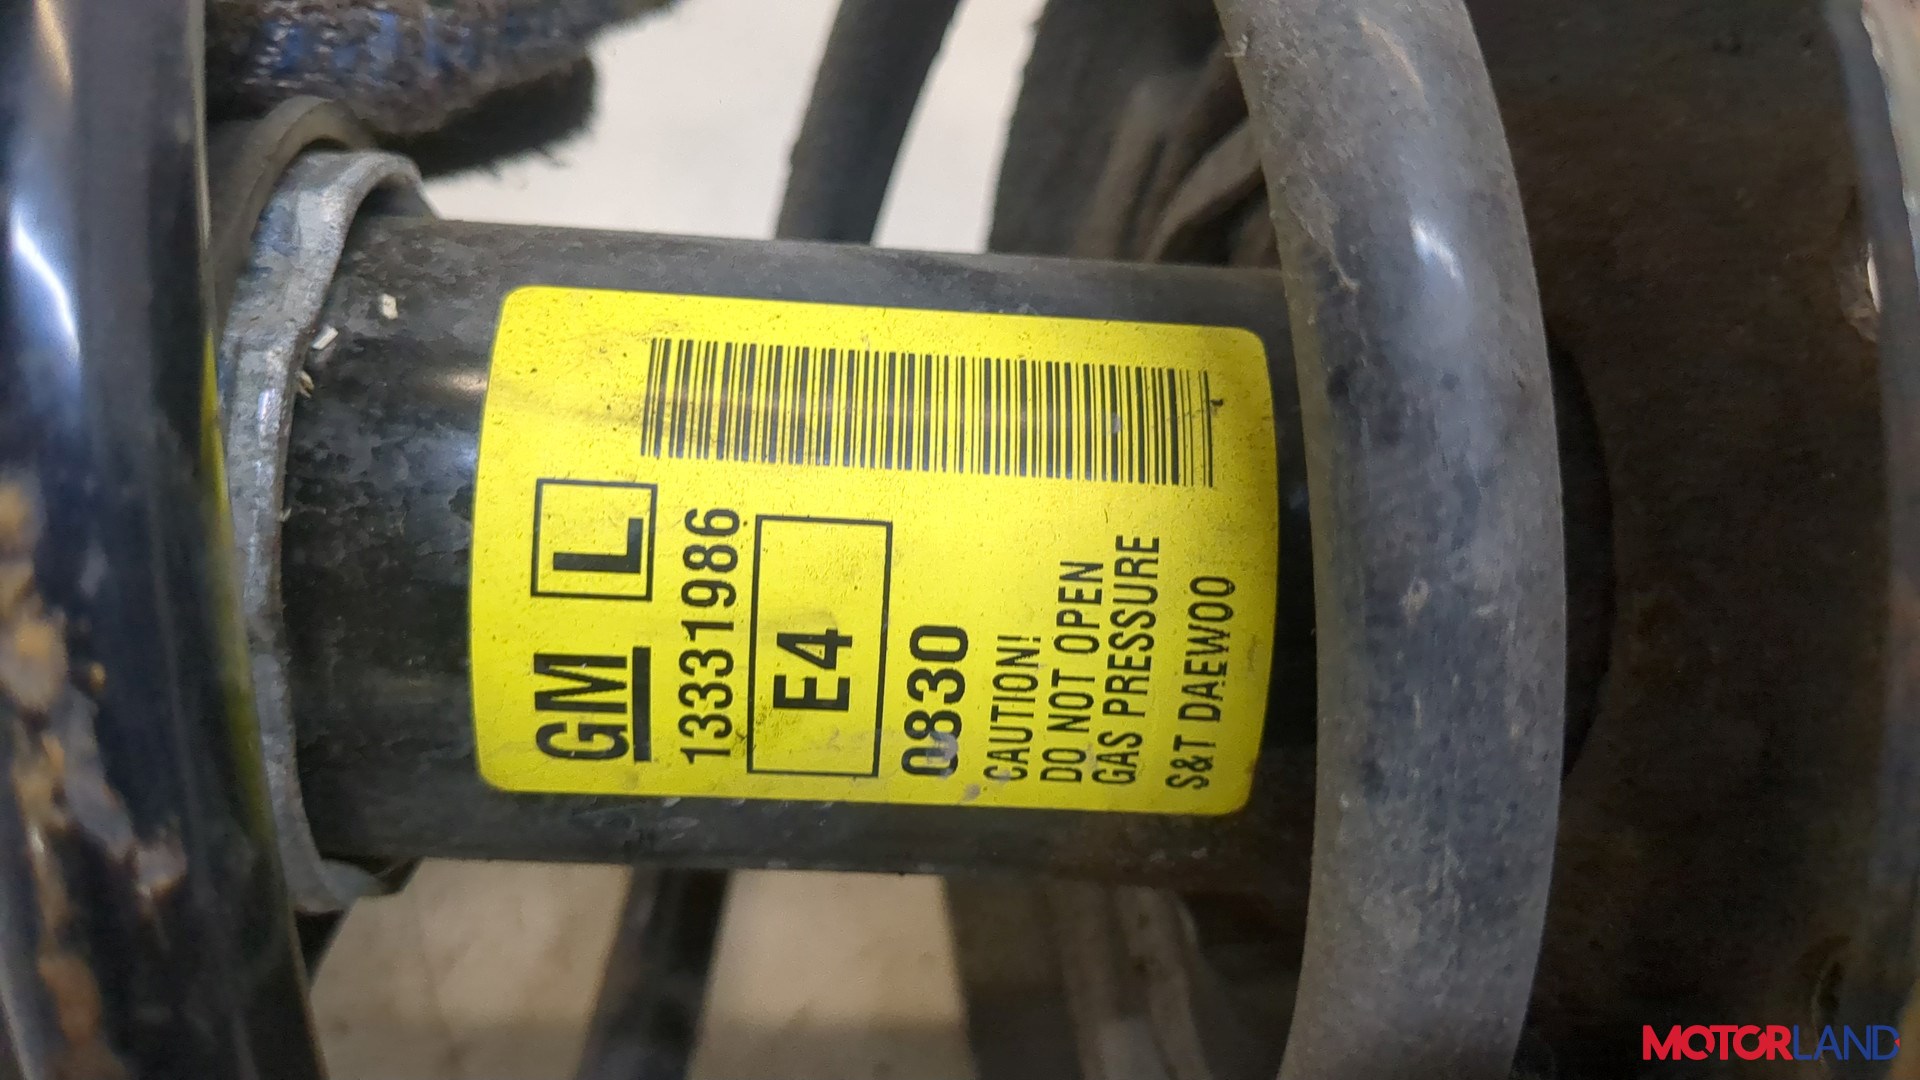 GM L
13331986
E4
0830
CAUTION!
DO NOT OPEN
GAS PRESSURE
S&T DAEWOO
MOTORLAND